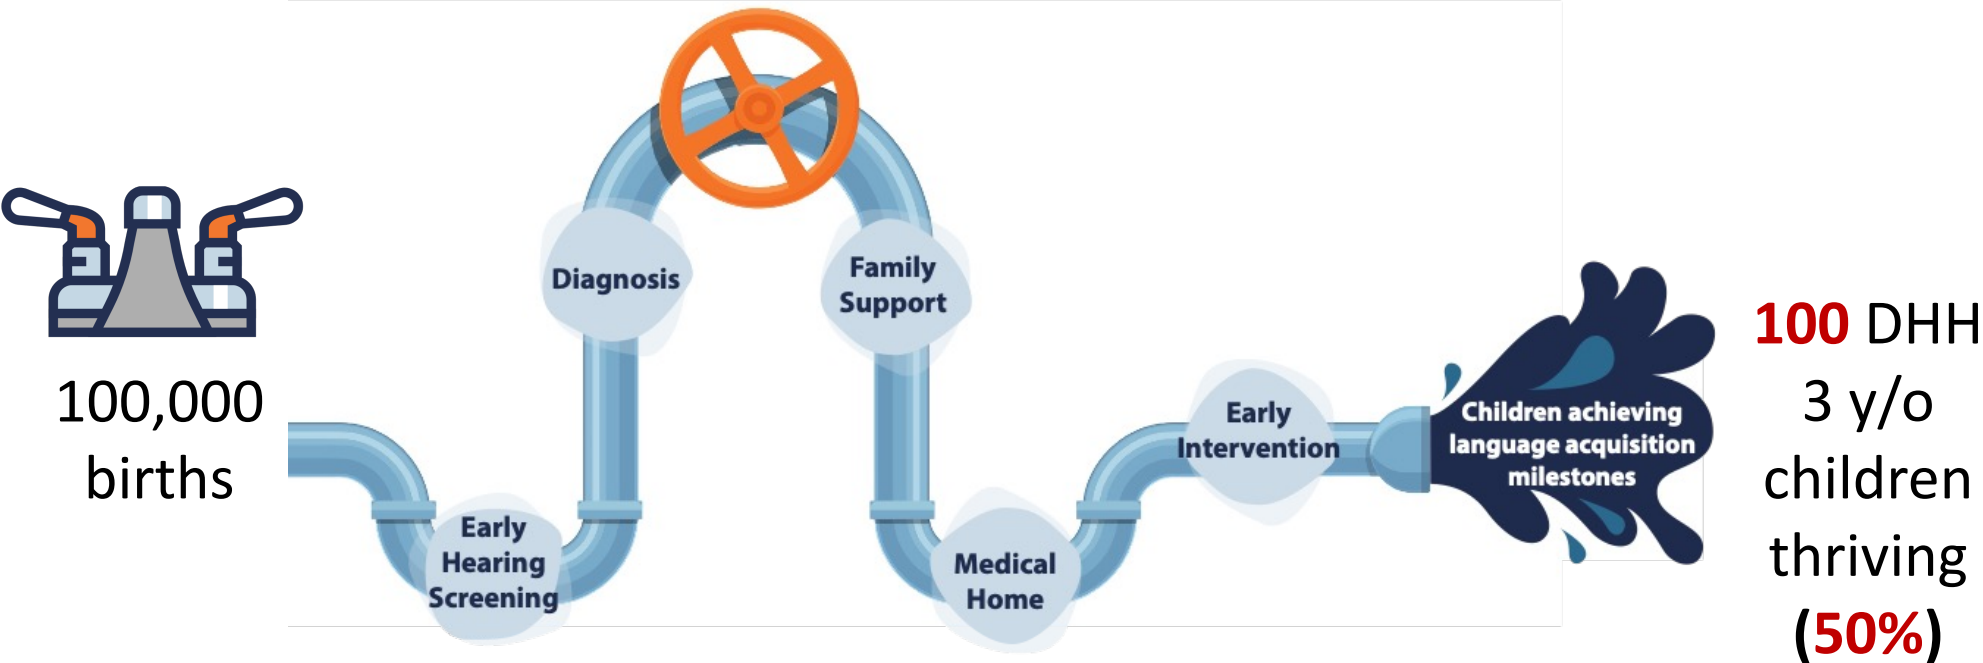 100,000
births
Early
Hearing
Screening
Diagnosis
Family
Support
Medical
Home
Early
Intervention
Children achieving
language acquisition
milestones
100 DHH
3 y/o
children
thriving
(50%)